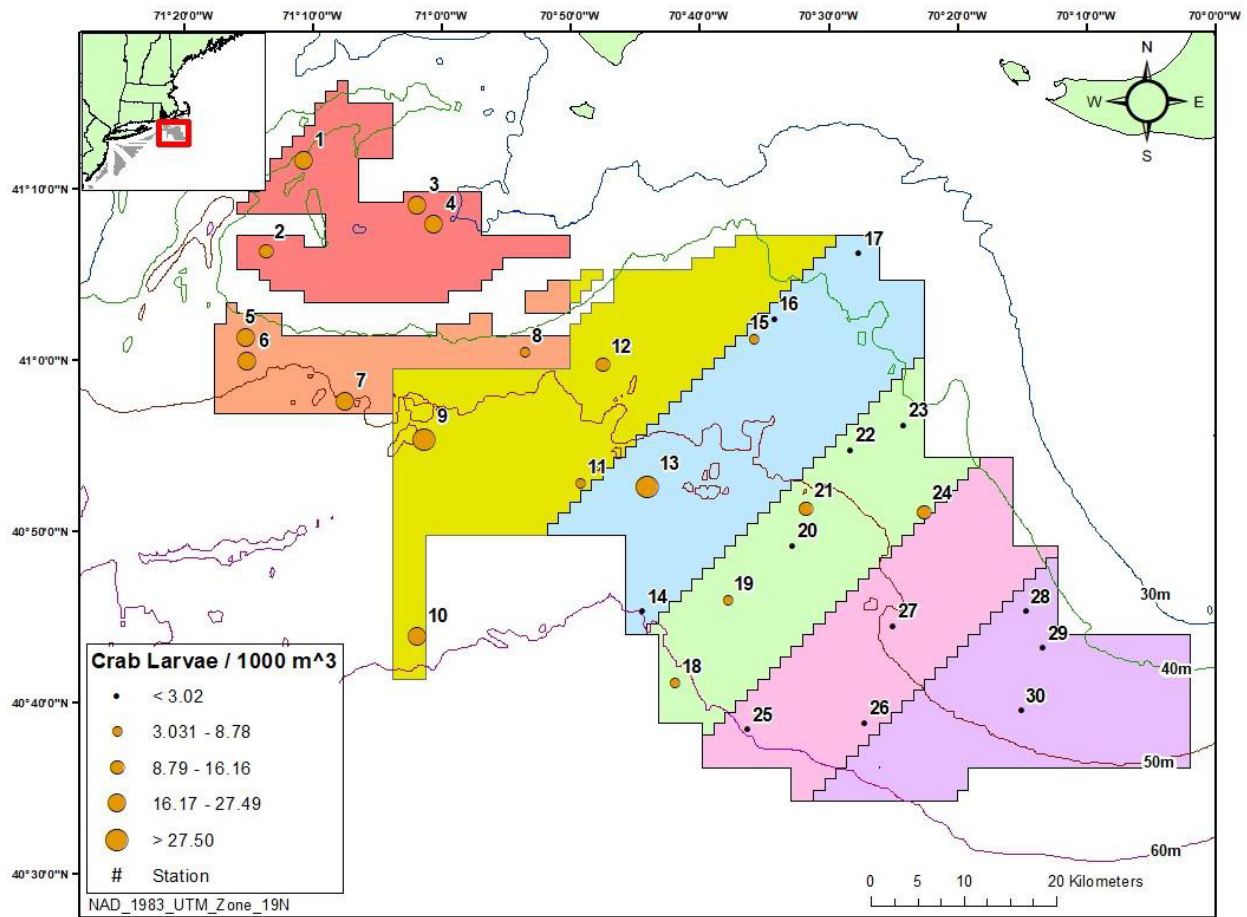 71°20'0"W 71°10'0"W 71°0'0"W 70°50'0"W 70°40'0"W 70°30'0"W 70°20'0"W 70°10'0"W 70°0'0"W
N
W E
S
1
41°10'0"N
3
4
2
17
5
16
6
15
8
41°0'0"N
12
7
9
23
22
13
11
21
24
40°50'0"N
20
19
14
28
30m
27
10
29
Crab Larvae / 1000 m^3
40m
18
< 3.02
40°40'0"N
30
26
25
3.031 - 8.78
50m
8.79 - 16.16
16.17 - 27.49
> 27.50
60m
# Station
40°30'0"N
0 5 10 20 Kilometers
NAD_1983_UTM_Zone_19N